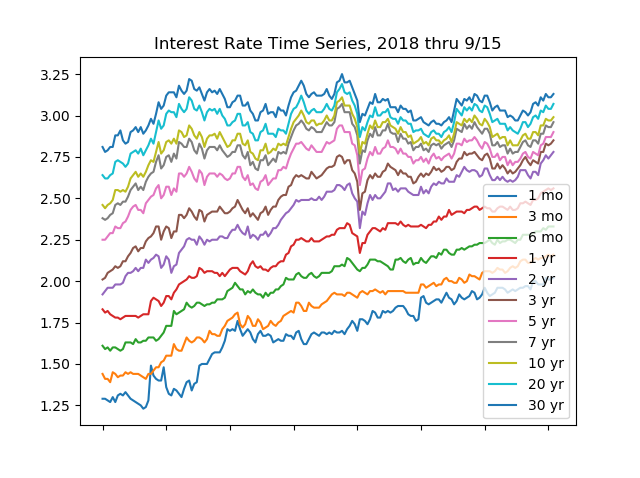 Interest Rate Time Series, 2018 thru 9/15
3.25
3.00
2.75
2.50
2.25
2.00
1.75
1.50
1.25
1 mo
3 mo
6 mo
1 yr
2 yr
3 yr
5 yr
7 yr
10 yr
20 yr
30 yr